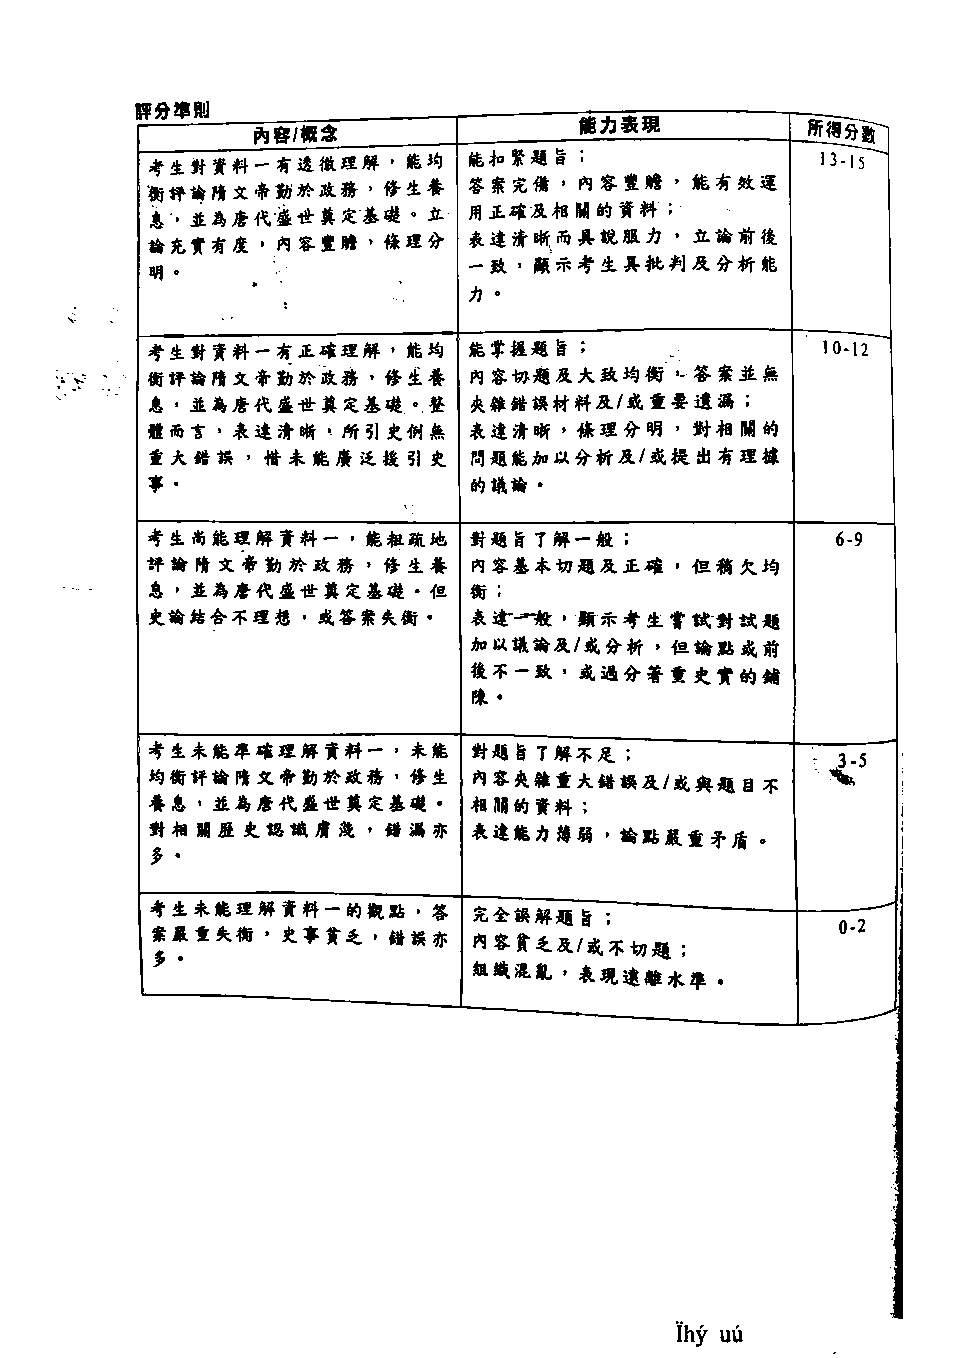 評分準則
內容/概念
能力表現
所得分數
考生對資料一有透徹理解，能均
衡評論隋文帝勤於政務，修生養
息，並為唐代盛世奠定基礎。立
論充實有度，內容豐贍，條理分
明。
能扣緊題旨；
答案完備，內容豐贍，能有效運
用正確及相關的資料；
表達清晰而具說服力，立論前後
一致，顯示考生具批判及分析能
力。
13-15
考生對資料一有正確理解，能均
衡評論隋文帝勤於政務，修生養
息，並為唐代盛世奠定基礎。整
體而言，表達清晰，所引史例無
重大錯誤，惜未能廣泛援引史
事。
能掌握題旨；
內容切題及大致均衡，答案並無
夾雜錯誤材料及/或重要遺漏；
表達清晰，條理分明，對相關的
問題能加以分析及/或提出有理據
的議論。
10-12
考生尚能理解資料一，能粗疏地
評論隋文帝勤於政務，修生養
息，並為唐代盛世奠定基礎。但
史論結合不理想，或答案失衡。
對題旨了解一般；
內容基本切題及正確，但稍欠均
衡；
表達一般，顯示考生嘗試對試題
加以議論及/或分析，但論點或前
後不一致，或過分著重史實的鋪
陳。
6-9
考生未能準確理解資料一，未能
均衡評論隋文帝勤於政務，修生
養息，並為唐代盛世奠定基礎。
對相關歷史認識膚淺，錯漏亦
多。
對題旨了解不足；
內容夾雜重大錯誤及/或與題目不
相關的資料；
表達能力薄弱，論點嚴重矛盾。
3-5
考生未能理解資料一的觀點，答
案嚴重失衡，史事貧乏，錯誤亦
多。
完全誤解題旨；
內容貧乏及/或不切題；
組織混亂，表現遠離水準。
0-2
Ïhý uú